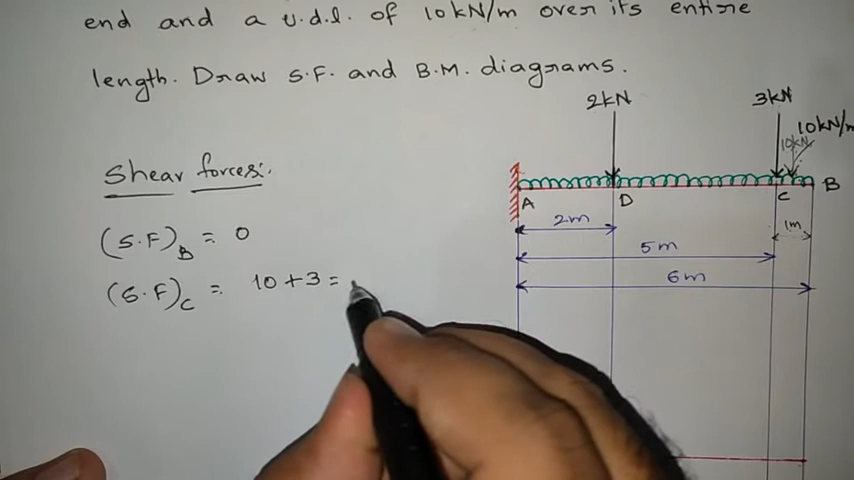 end and a U.d.l. of 10kN/m over its entire
length. Draw S.F. and B.M. diagrams.
2kN
3kN
10kN/m
10kN
Shear forces:
A
D
C
B
2m
1m
(S.F)B = 0
5m
(S.F)C = 10+3=
6m